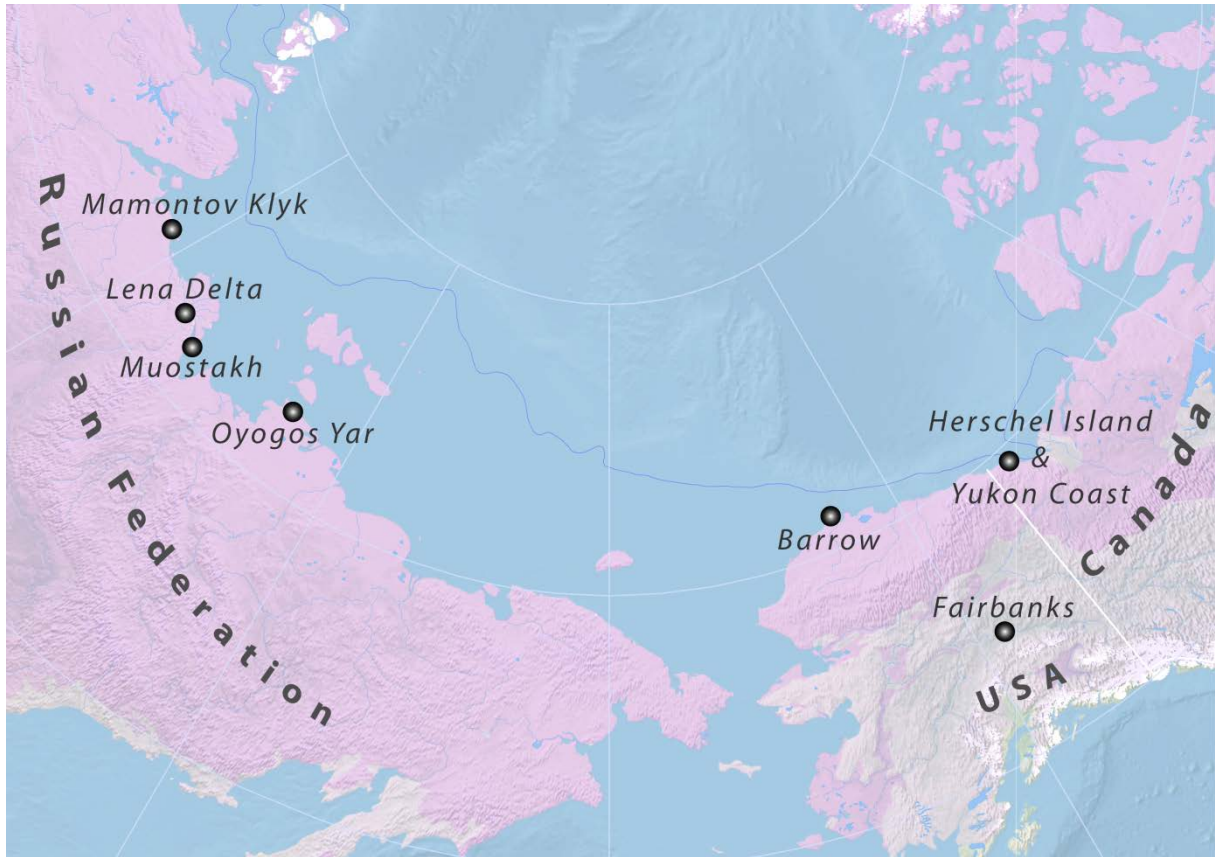 Russian Federation
Mamontov Klyk
Lena Delta
Muostakh
Oyogos Yar
Herschel Island
&
Yukon Coast
Canada
Barrow
Fairbanks
USA